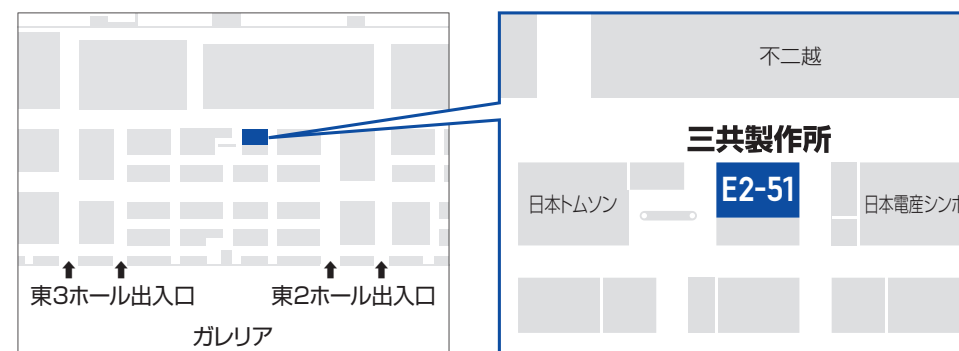 東3ホール出入口
東2ホール出入口
ガレリア
不二越
三共製作所
E2-51
日本トムソン
日本電産シンポ